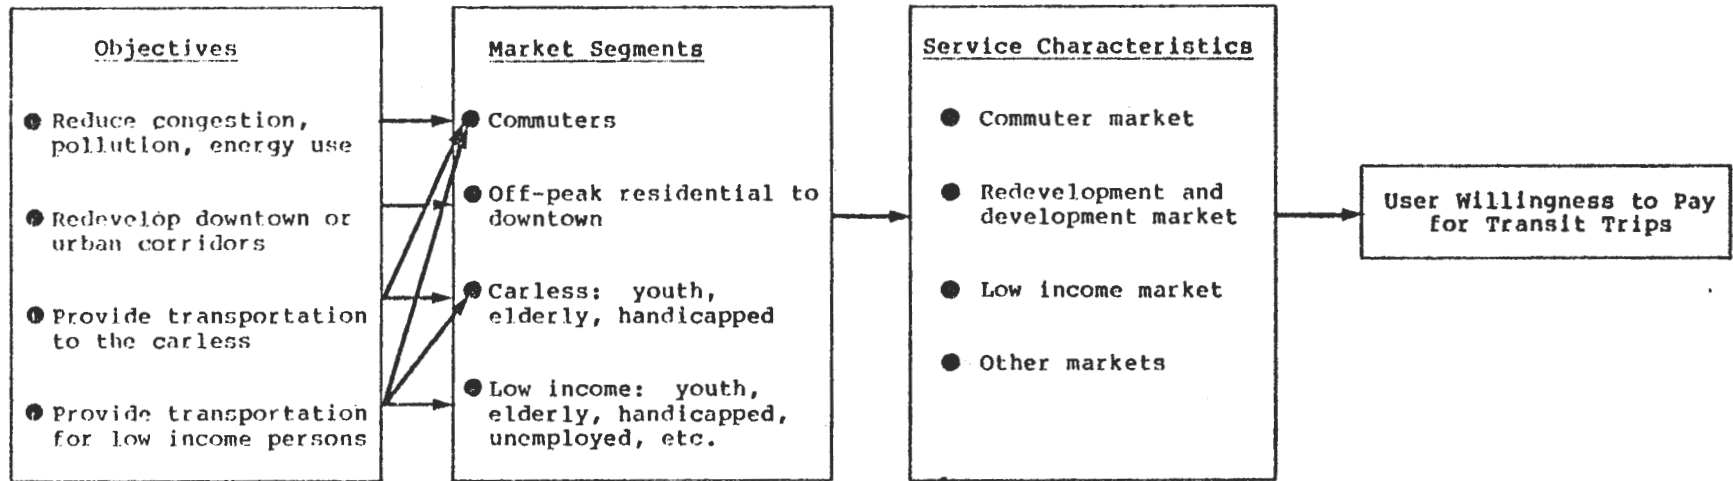 Objectives
● Reduce congestion,
pollution, energy use
● Redevelop downtown or
urban corridors
● Provide transportation
to the carless
● Provide transportation
for low income persons
Market Segments
● Commuters
● Off-peak residential to
downtown
● Carless: youth,
elderly, handicapped
● Low income: youth,
elderly, handicapped,
unemployed, etc.
Service Characteristics
● Commuter market
● Redevelopment and
development market
● Low income market
● Other markets
User Willingness to Pay
for Transit Trips